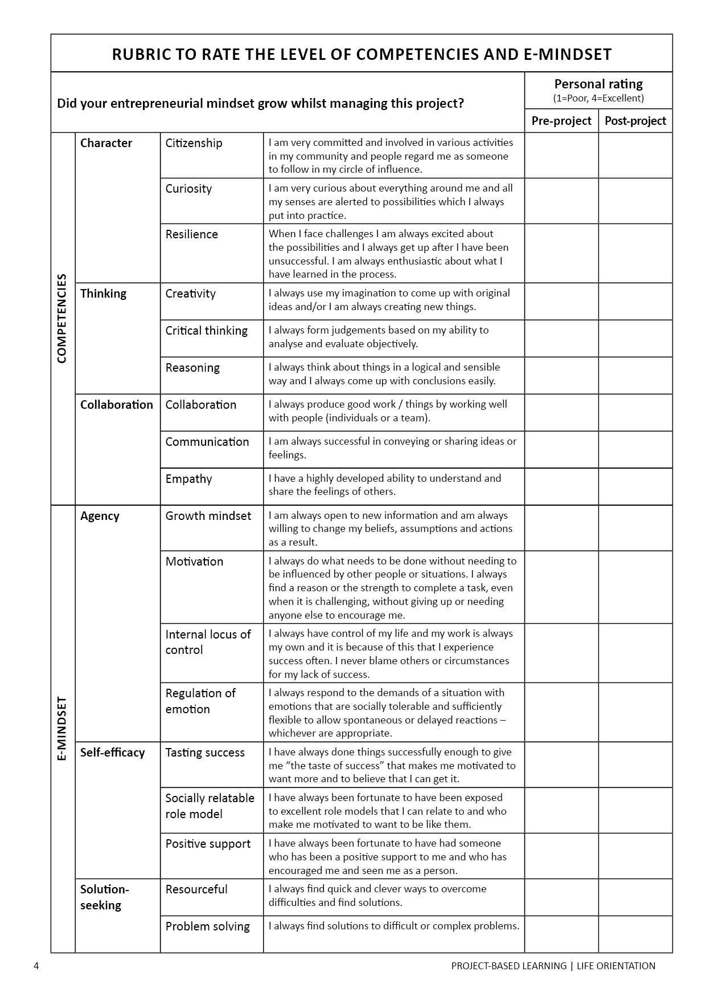 RUBRIC TO RATE THE LEVEL OF COMPETENCIES AND E-MINDSET
Did your entrepreneurial mindset grow whilst managing this project?
Personal rating
(1=Poor, 4=Excellent)
Pre-project
Post-project
COMPETENCIES
Character
Citizenship
I am very committed and involved in various activities
in my community and people regard me as someone
to follow in my circle of influence.
Curiosity
I am very curious about everything around me and all
my senses are alerted to possibilities which I always
put into practice.
Resilience
When I face challenges I am always excited about
the possibilities and I always get up after I have been
unsuccessful. I am always enthusiastic about what I
have learned in the process.
Thinking
Creativity
I always use my imagination to come up with original
ideas and/or I am always creating new things.
Critical thinking
I always form judgements based on my ability to
analyse and evaluate objectively.
Reasoning
I always think about things in a logical and sensible
way and I always come up with conclusions easily.
Collaboration
Collaboration
I always produce good work / things by working well
with people (individuals or a team).
Communication
I am always successful in conveying or sharing ideas or
feelings.
Empathy
I have a highly developed ability to understand and
share the feelings of others.
E-MINDSET
Agency
Growth mindset
I am always open to new information and am always
willing to change my beliefs, assumptions and actions
as a result.
Motivation
I always do what needs to be done without needing to
be influenced by other people or situations. I always
find a reason or the strength to complete a task, even
when it is challenging, without giving up or needing
anyone else to encourage me.
Internal locus of
control
I always have control of my life and my work is always
my own and it is because of this that I experience
success often. I never blame others or circumstances
for my lack of success.
Regulation of
emotion
I always respond to the demands of a situation with
emotions that are socially tolerable and sufficiently
flexible to allow spontaneous or delayed reactions –
whichever are appropriate.
Self-efficacy
Tasting success
I have always done things successfully enough to give
me “the taste of success” that makes me motivated to
want more and to believe that I can get it.
Socially relatable
role model
I have always been fortunate to have been exposed
to excellent role models that I can relate to and who
make me motivated to want to be like them.
Positive support
I have always been fortunate to have had someone
who has been a positive support to me and who has
encouraged me and seen me as a person.
Solution-
seeking
Resourceful
I always find quick and clever ways to overcome
difficulties and find solutions.
Problem solving
I always find solutions to difficult or complex problems.
4
PROJECT-BASED LEARNING | LIFE ORIENTATION